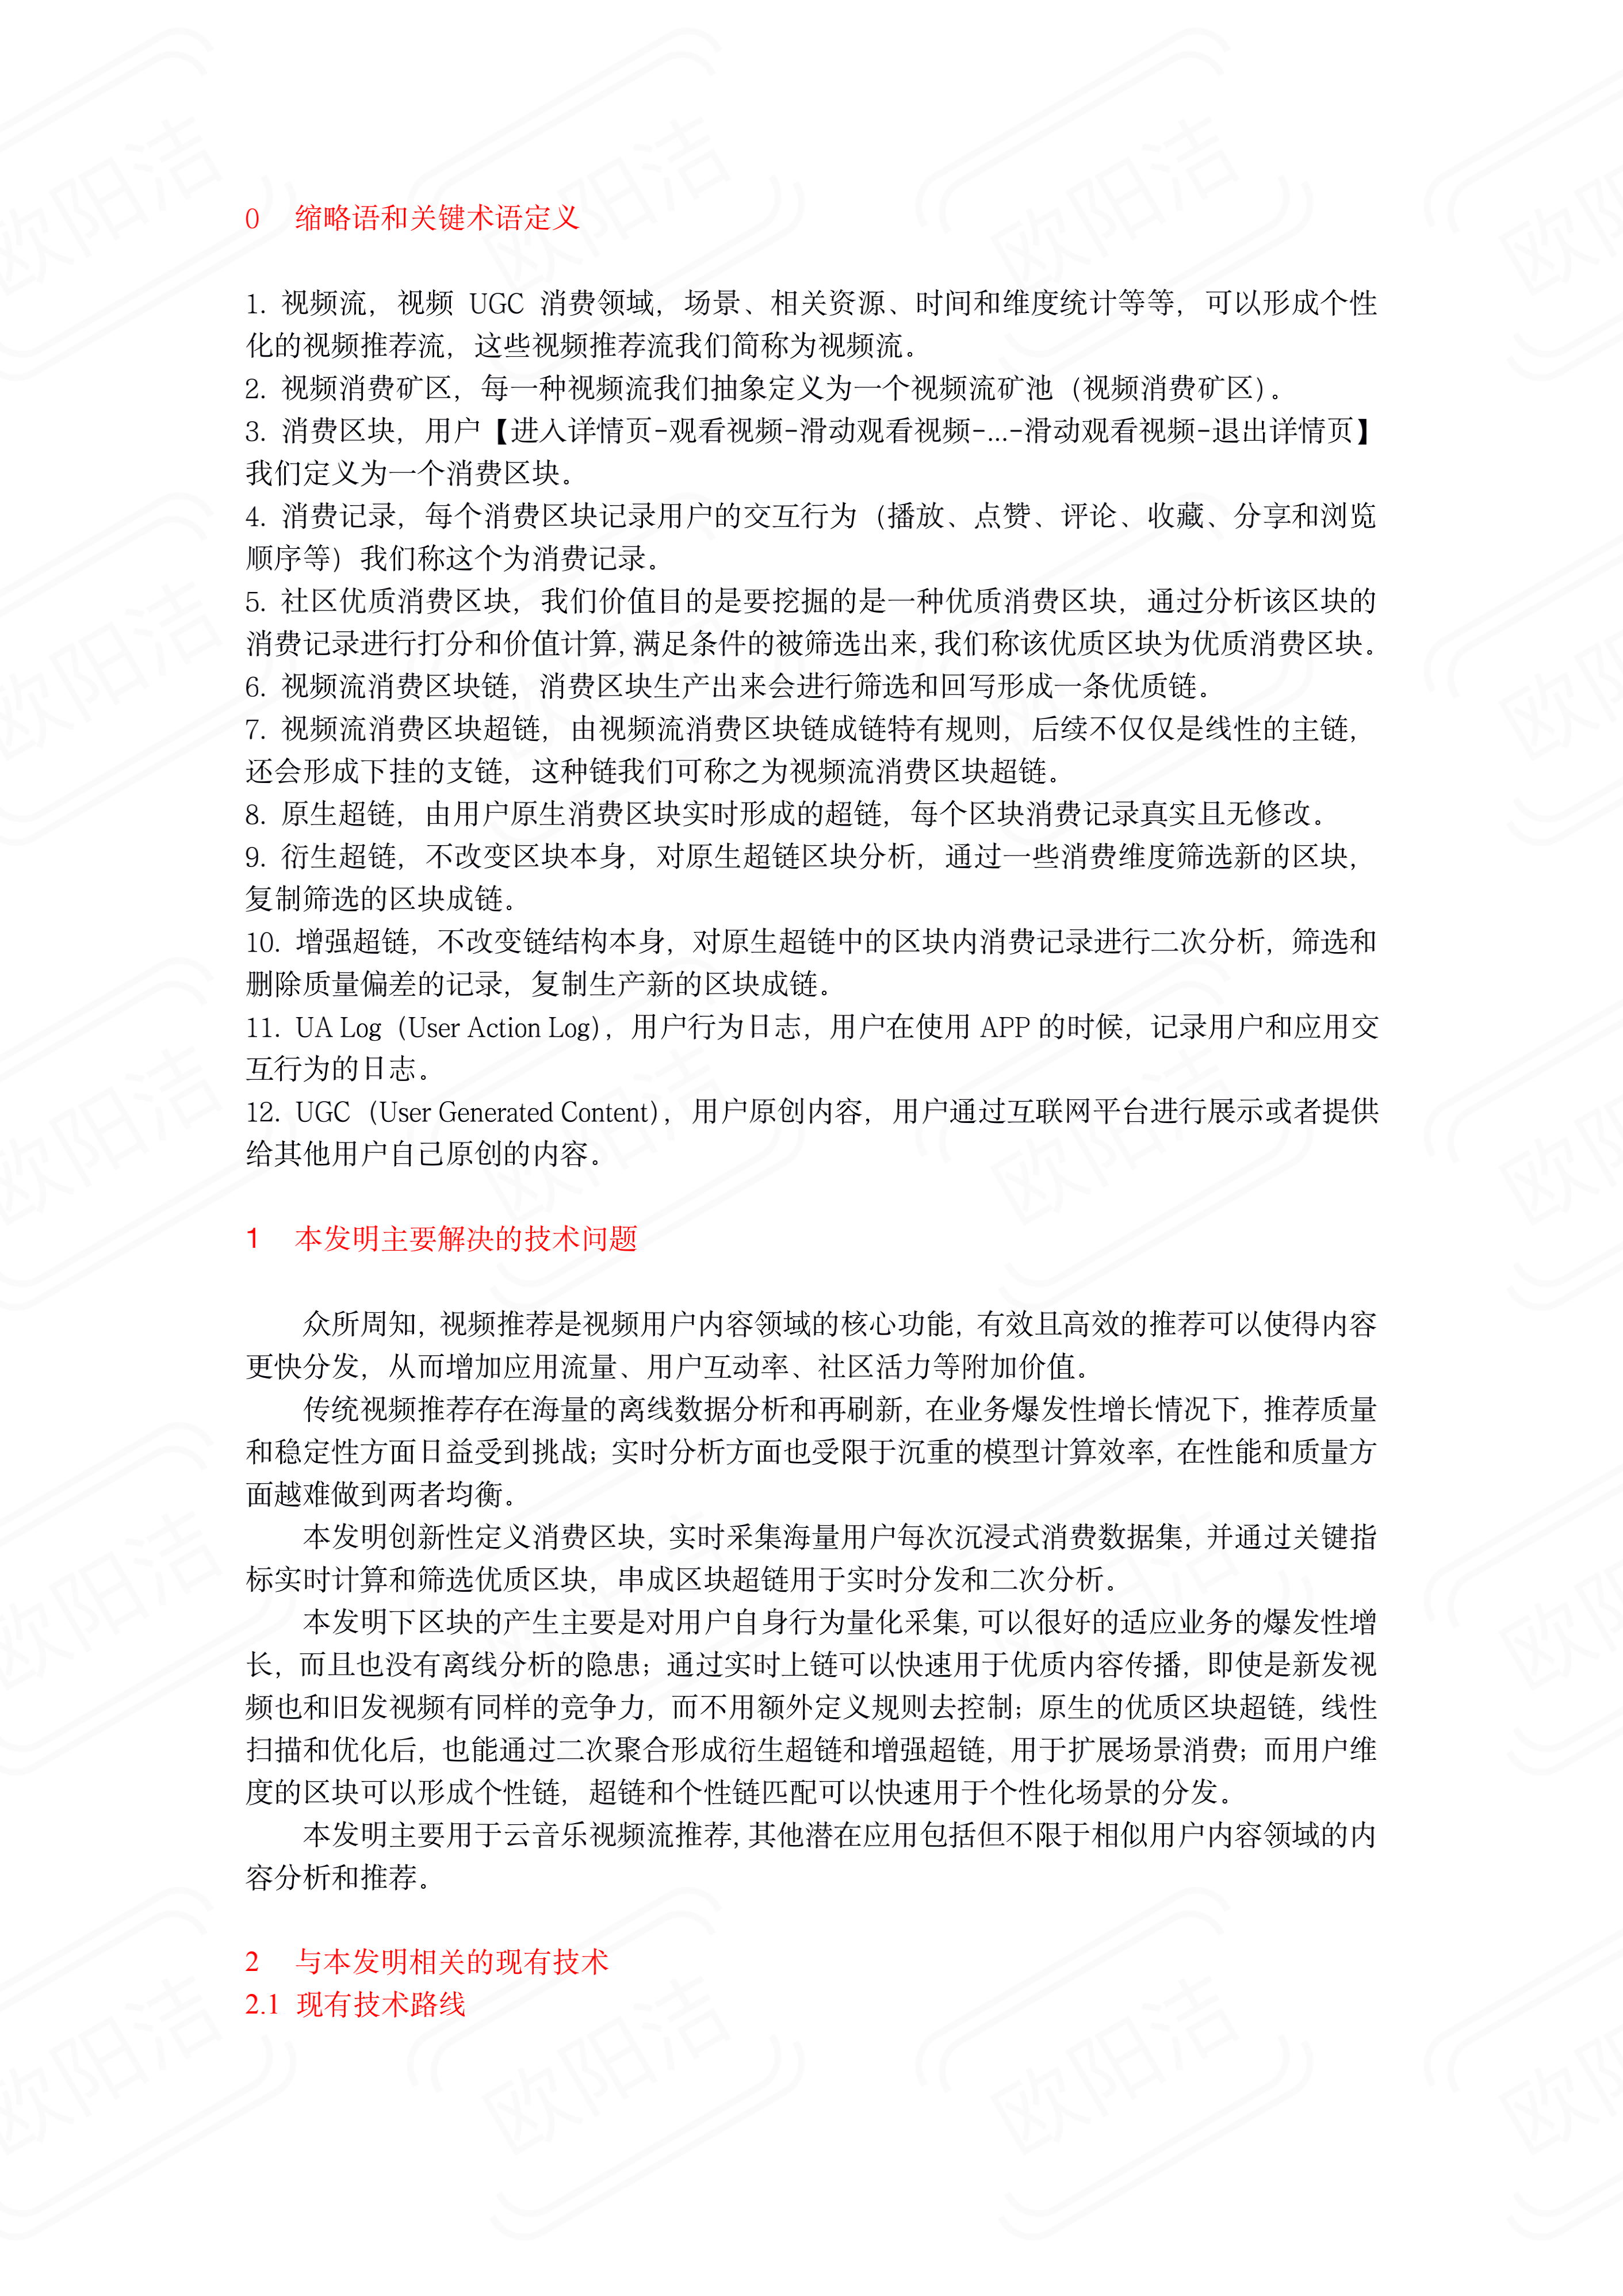 0 缩略语和关键术语定义
1. 视频流，视频 UGC 消费领域，场景、相关资源、时间和维度统计等等，可以形成个性
化的视频推荐流，这些视频推荐流我们简称为视频流。
2. 视频消费矿区，每一种视频流我们抽象定义为一个视频流矿池（视频消费矿区）。
3. 消费区块，用户【进入详情页-观看视频-滑动观看视频-...-滑动观看视频-退出详情页】
我们定义为一个消费区块。
4. 消费记录，每个消费区块记录用户的交互行为（播放、点赞、评论、收藏、分享和浏览
顺序等）我们称这个为消费记录。
5. 社区优质消费区块，我们价值目的是要挖掘的是一种优质消费区块，通过分析该区块的
消费记录进行打分和价值计算,满足条件的被筛选出来,我们称该优质区块为优质消费区块。
6. 视频流消费区块链，消费区块生产出来会进行筛选和回写形成一条优质链。
7. 视频流消费区块超链，由视频流消费区块链成链特有规则，后续不仅仅是线性的主链，
还会形成下挂的支链，这种链我们可称之为视频流消费区块超链。
8. 原生超链，由用户原生消费区块实时形成的超链，每个区块消费记录真实且无修改。
9. 衍生超链，不改变区块本身，对原生超链区块分析，通过一些消费维度筛选新的区块，
复制筛选的区块成链。
10. 增强超链，不改变链结构本身，对原生超链中的区块内消费记录进行二次分析，筛选和
删除质量偏差的记录，复制生产新的区块成链。
11. UA Log（User Action Log），用户行为日志，用户在使用 APP 的时候，记录用户和应用交
互行为的日志。
12. UGC（User Generated Content），用户原创内容，用户通过互联网平台进行展示或者提供
给其他用户自己原创的内容。
1 本发明主要解决的技术问题
众所周知，视频推荐是视频用户内容领域的核心功能，有效且高效的推荐可以使得内容
更快分发，从而增加应用流量、用户互动率、社区活力等附加价值。
传统视频推荐存在海量的离线数据分析和再刷新，在业务爆发性增长情况下，推荐质量
和稳定性方面日益受到挑战；实时分析方面也受限于沉重的模型计算效率，在性能和质量方
面越难做到两者均衡。
本发明创新性定义消费区块，实时采集海量用户每次沉浸式消费数据集，并通过关键指
标实时计算和筛选优质区块，串成区块超链用于实时分发和二次分析。
本发明下区块的产生主要是对用户自身行为量化采集,可以很好的适应业务的爆发性增
长，而且也没有离线分析的隐患；通过实时上链可以快速用于优质内容传播，即使是新发视
频也和旧发视频有同样的竞争力，而不用额外定义规则去控制；原生的优质区块超链，线性
扫描和优化后，也能通过二次聚合形成衍生超链和增强超链，用于扩展场景消费；而用户维
度的区块可以形成个性链，超链和个性链匹配可以快速用于个性化场景的分发。
本发明主要用于云音乐视频流推荐,其他潜在应用包括但不限于相似用户内容领域的内
容分析和推荐。
2 与本发明相关的现有技术
2.1 现有技术路线
欧阳洁